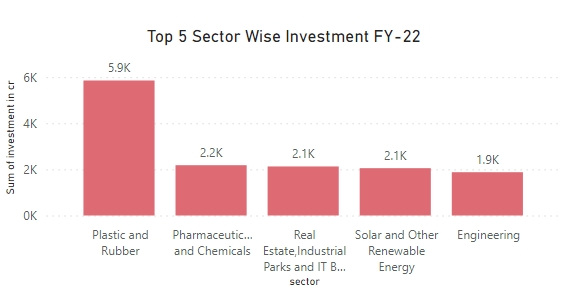 Top 5 Sector Wise Investment FY-22
Sum of investment in cr
6K
4K
2K
0K
5.9K
2.2K
2.1K
2.1K
1.9K
Plastic and
Rubber
Pharmaceutic...
and Chemicals
Real
Estate,Industrial
Parks and IT B...
Solar and Other
Renewable
Energy
Engineering
sector